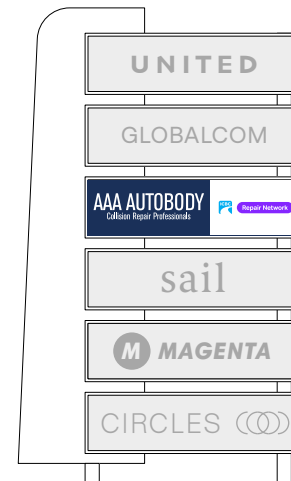 UNITED
GLOBALCOM
AAA AUTOBODY
Collision Repair Professionals
ICBC Repair Network
sail
M MAGENTA
CIRCLES